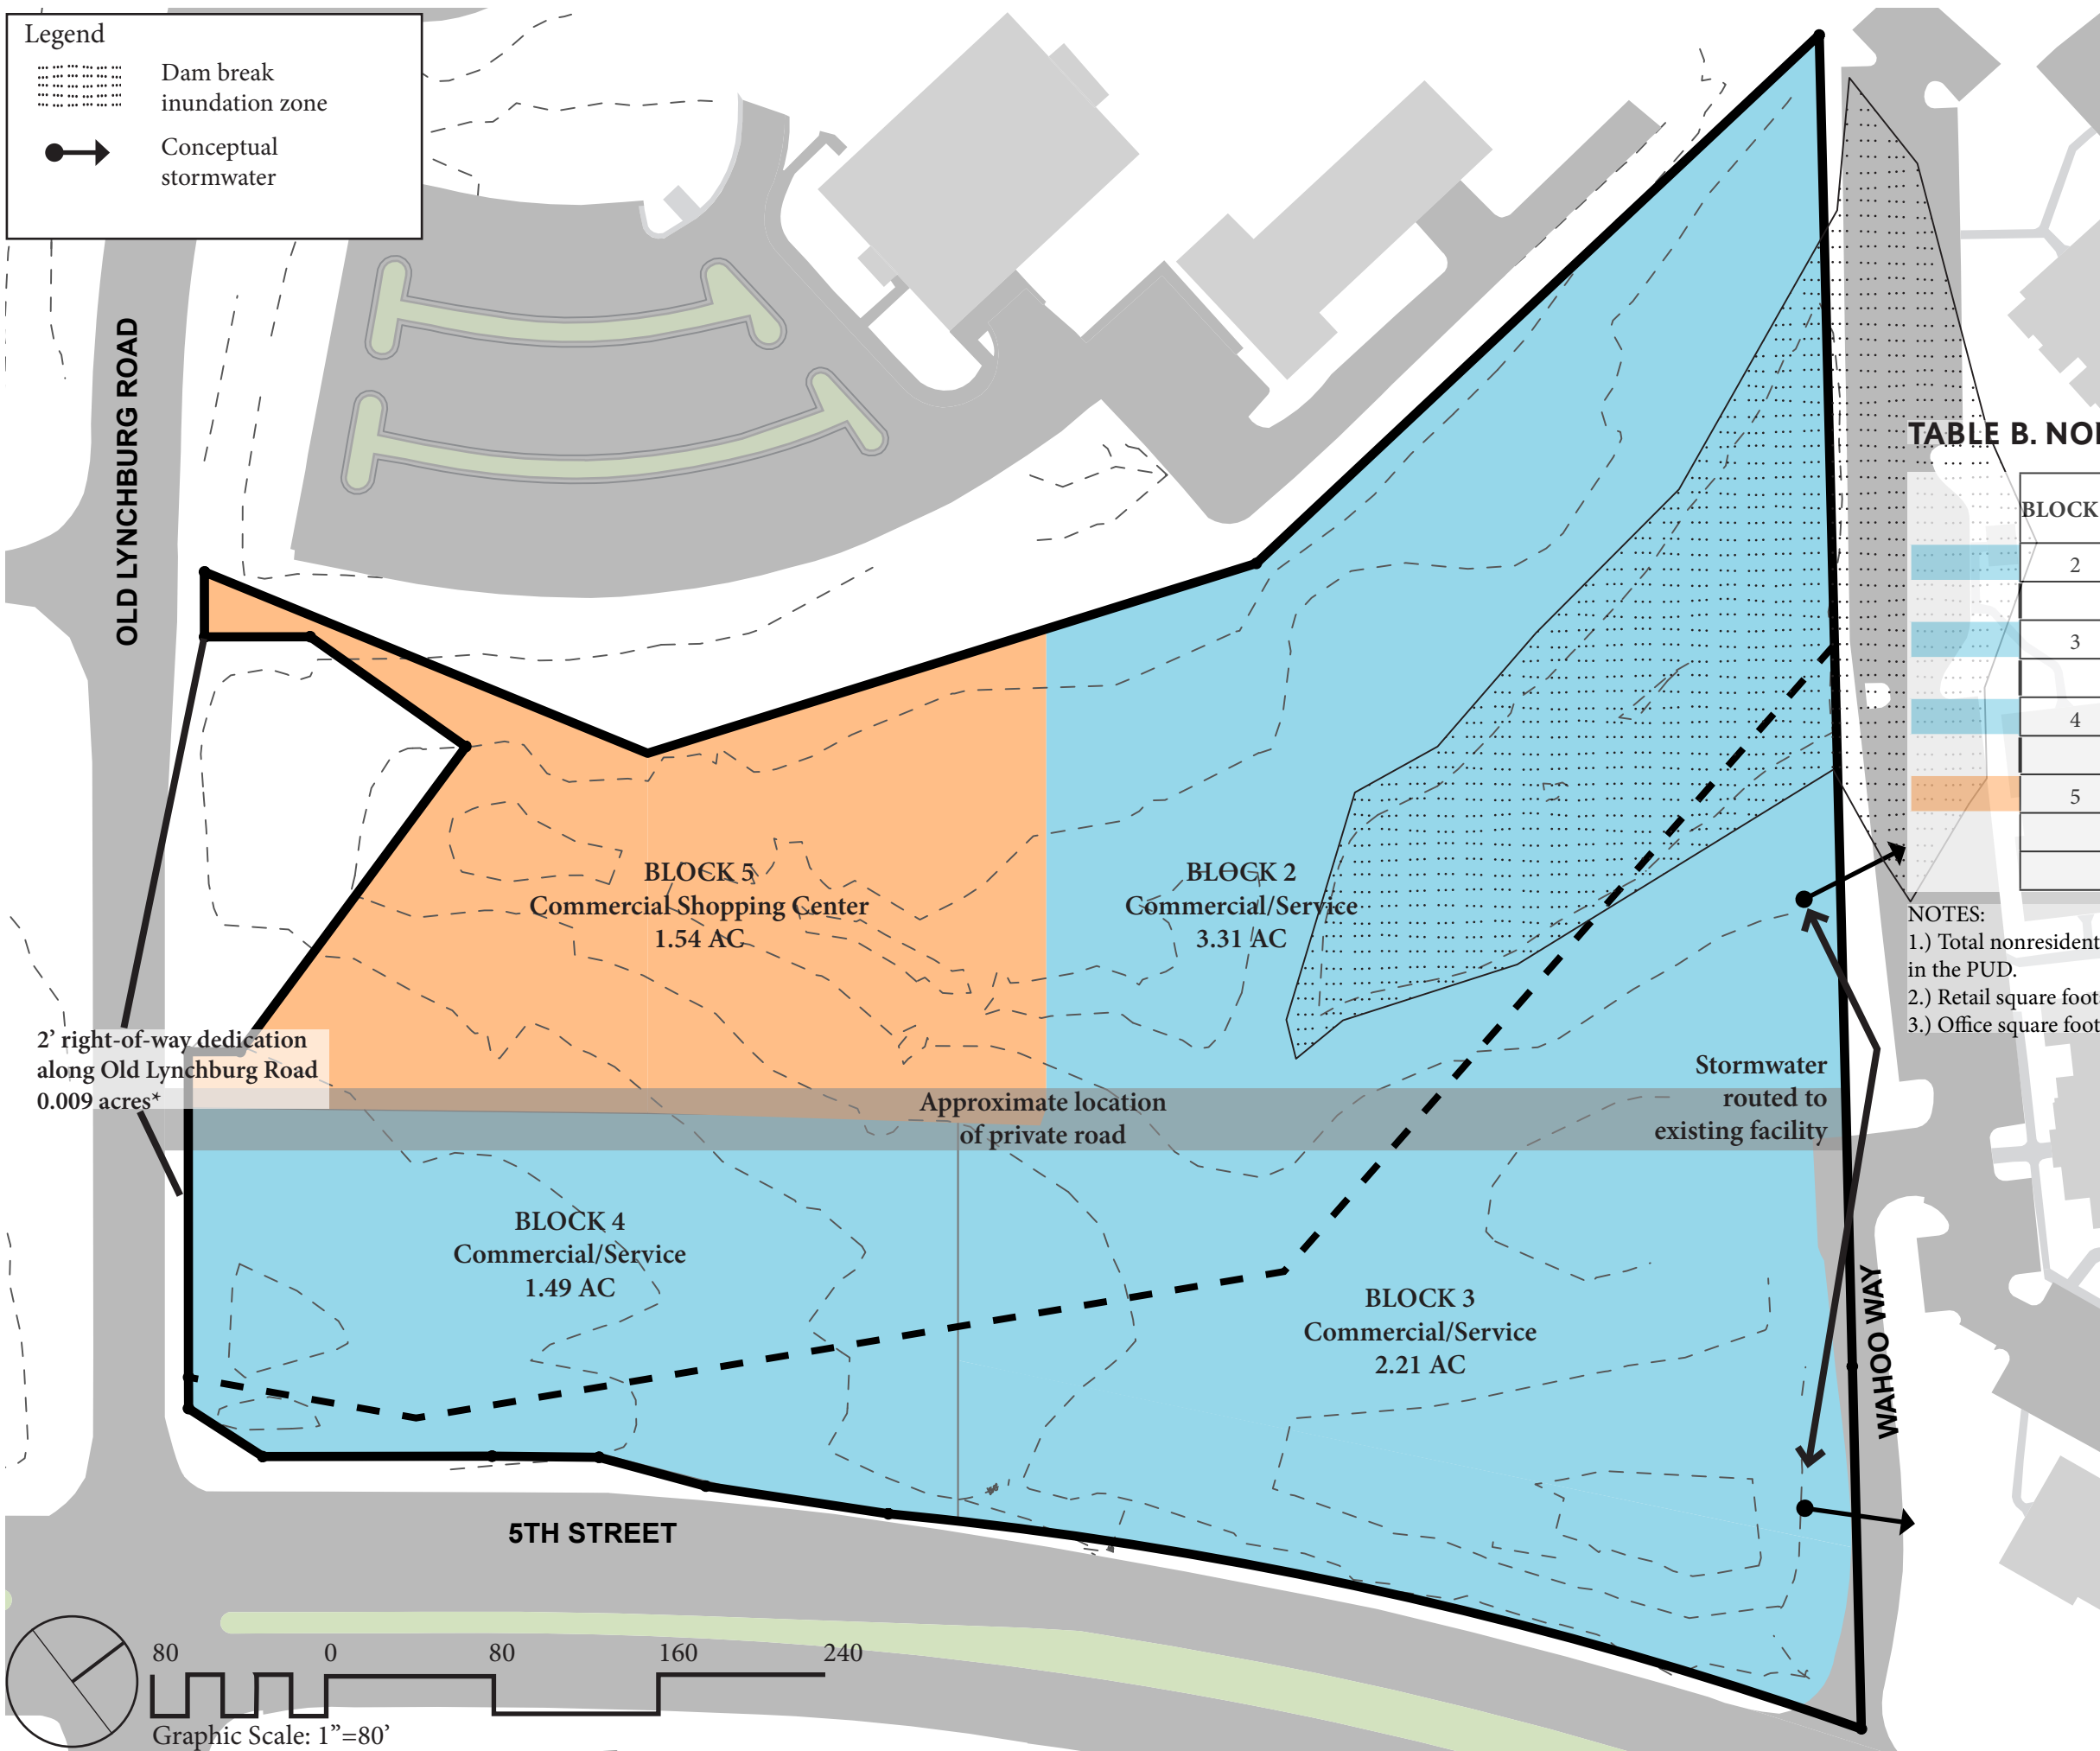 Legend
Dam break
inundation zone
Conceptual
stormwater
OLD LYNCHBURG ROAD
TABLE B. NO
BLOCK
2
3
4
5
NOTES:
1.) Total nonresident
in the PUD.
2.) Retail square foot
3.) Office square foot
BLOCK 5
Commercial Shopping Center
1.54 AC
BLOCK 2
Commercial/Service
3.31 AC
2’ right-of-way dedication
along Old Lynchburg Road
0.009 acres*
Approximate location
of private road
Stormwater
routed to
existing facility
BLOCK 4
Commercial/Service
1.49 AC
BLOCK 3
Commercial/Service
2.21 AC
WAHOO WAY
5TH STREET
80 0 80 160 240
Graphic Scale: 1”=80’